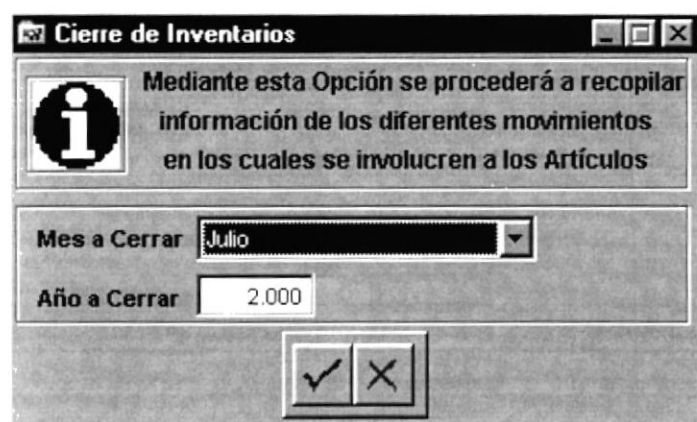 Cierre de Inventarios
Mediante esta Opción se procederá a recopilar
información de los diferentes movimientos
en los cuales se involucren a los Artículos
Mes a Cerrar Julio
Año a Cerrar 2.000